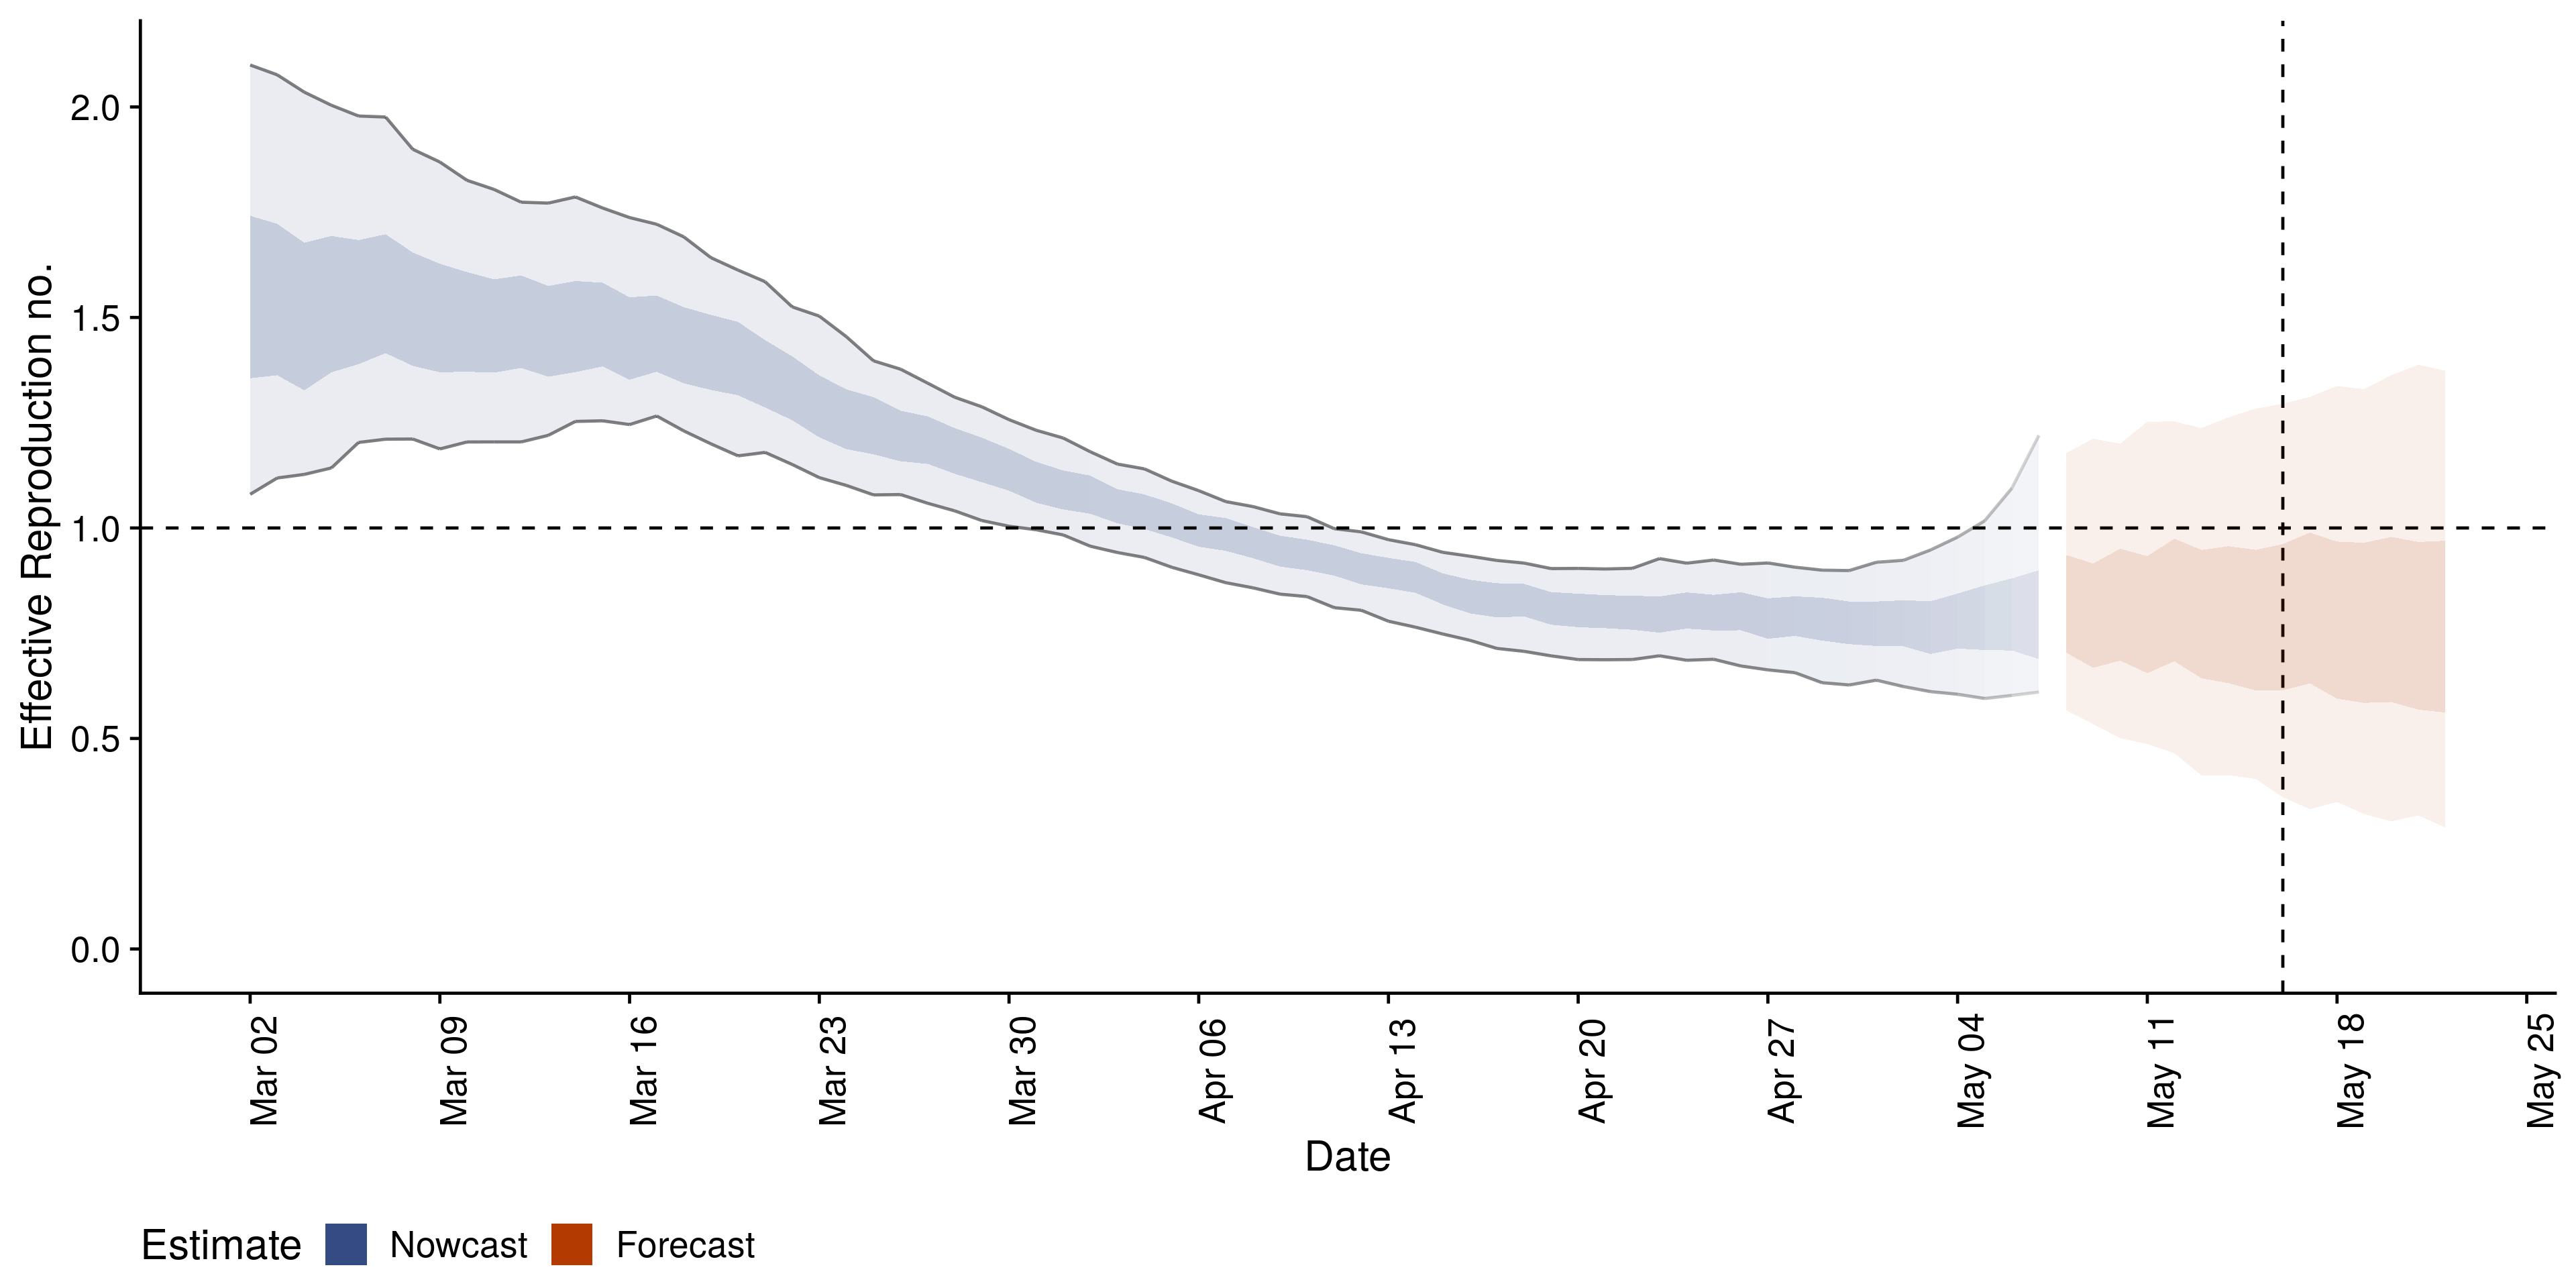 Effective Reproduction no.
2.0
1.5
1.0
0.5
0.0
Mar 02
Mar 09
Mar 16
Mar 23
Mar 30
Apr 06
Apr 13
Apr 20
Apr 27
May 04
May 11
May 18
May 25
Date
Estimate Nowcast Forecast